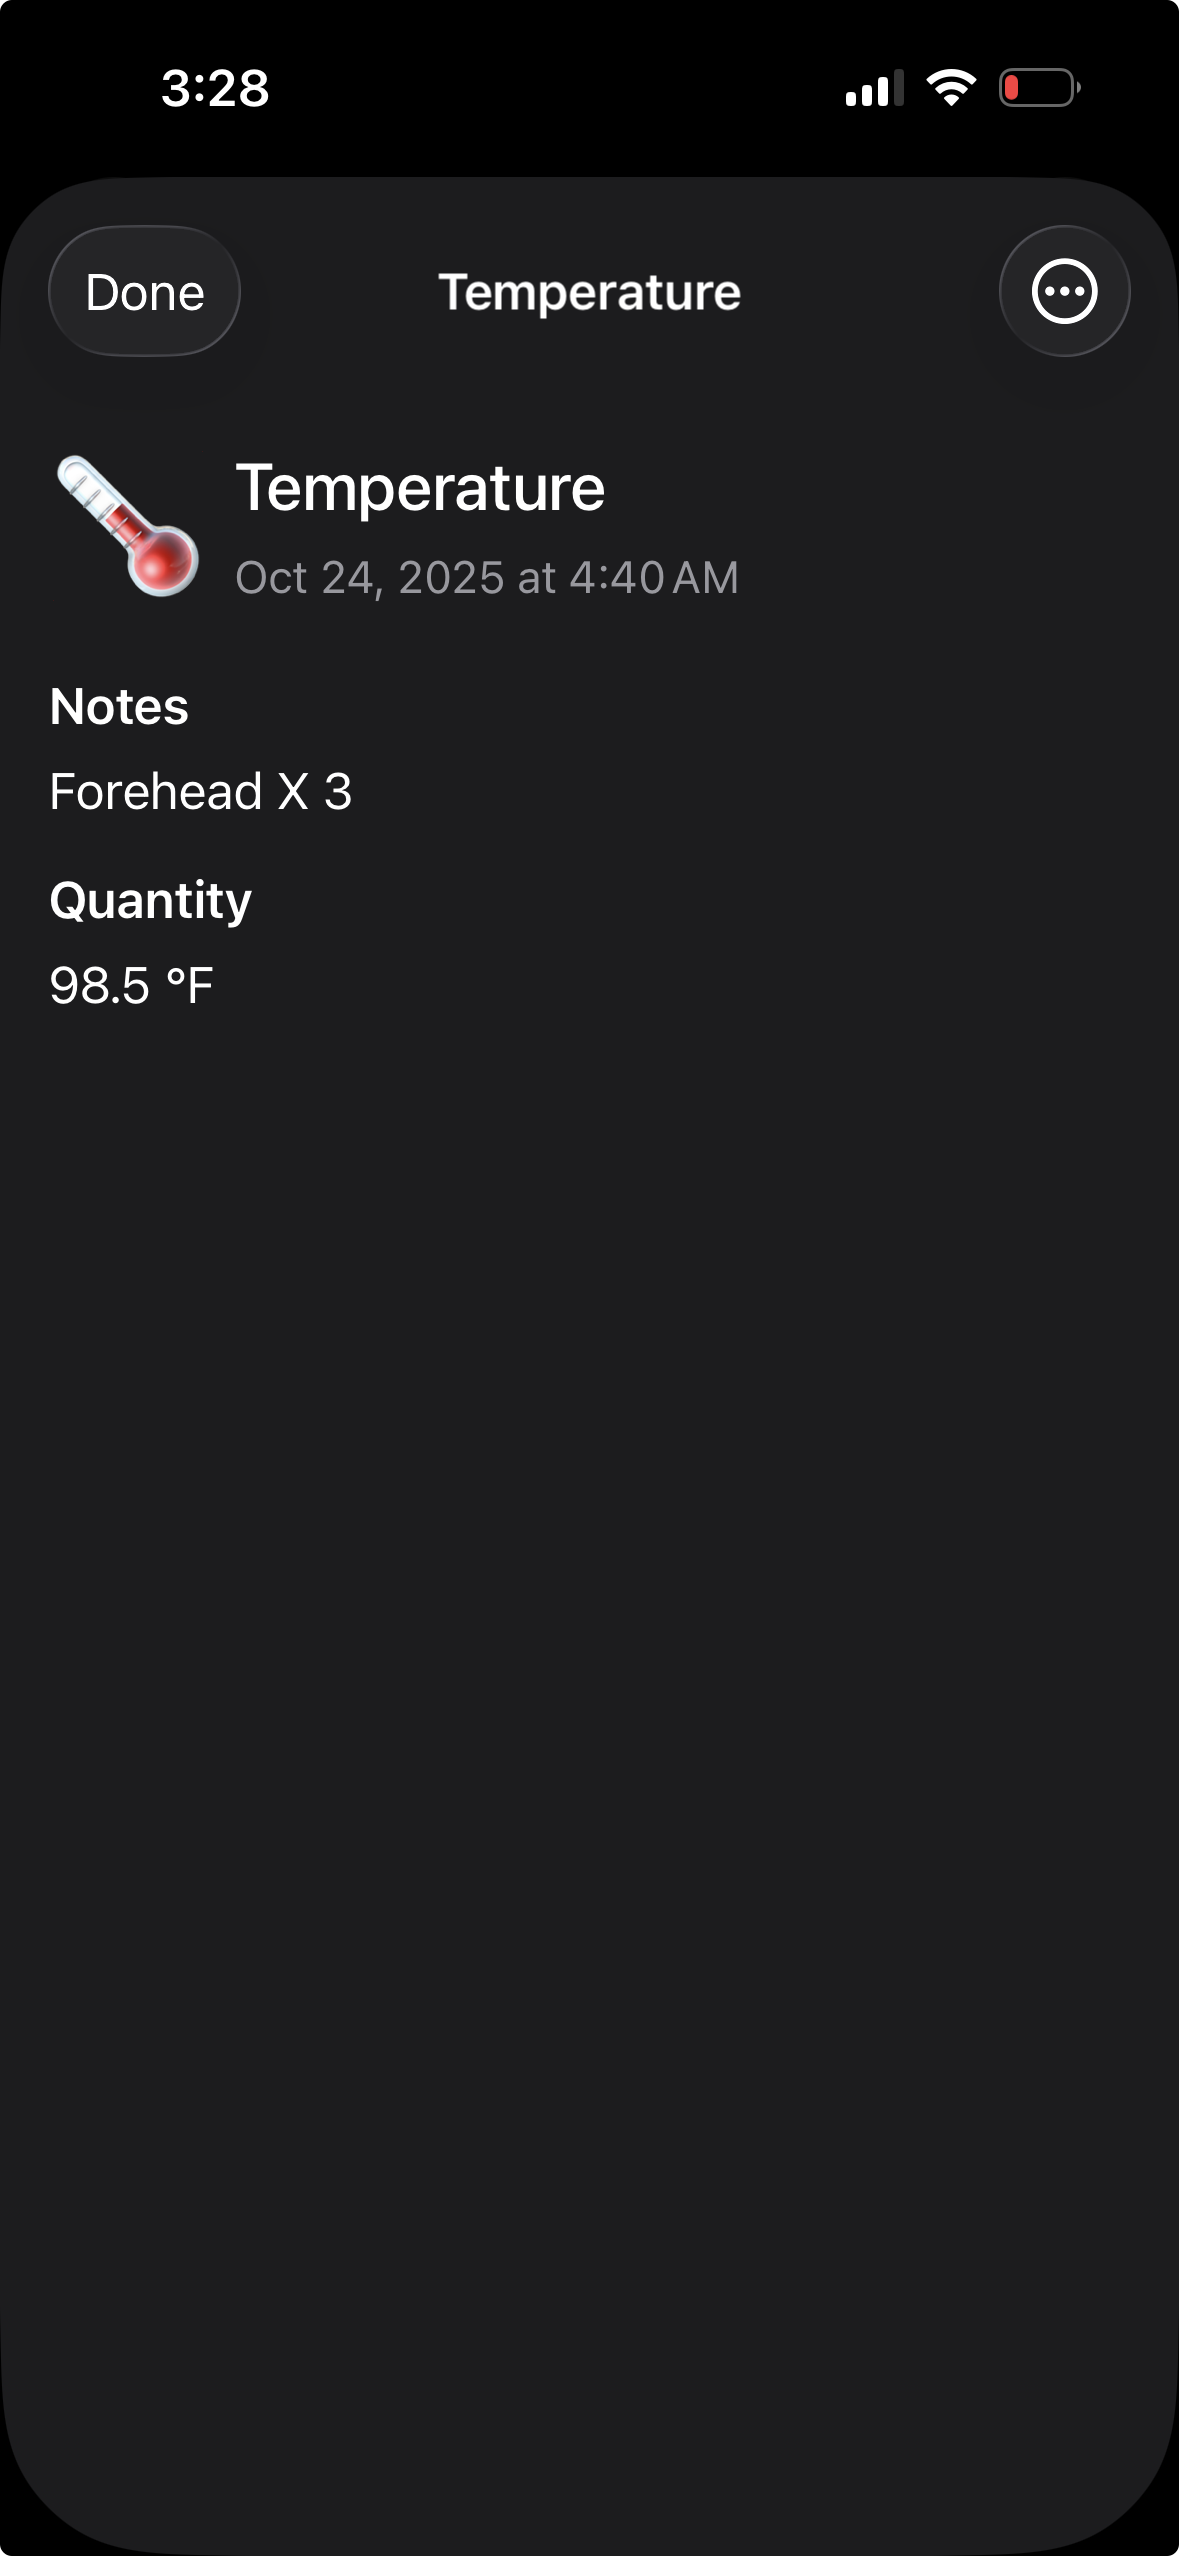 3:28
Done
Temperature
Temperature
Oct 24, 2025 at 4:40 AM
Notes
Forehead X 3
Quantity
98.5 °F